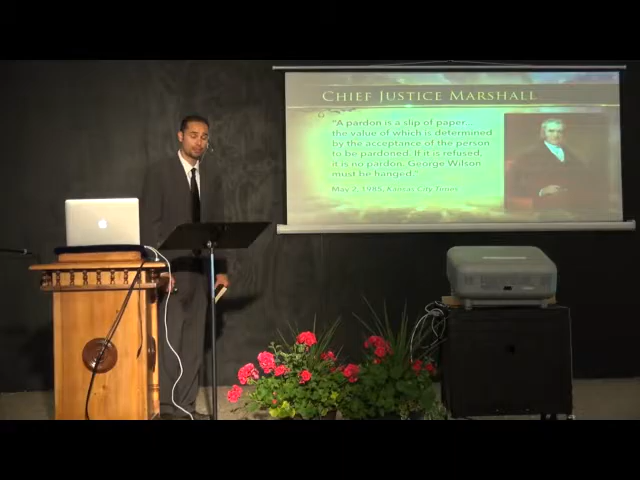 CHIEF JUSTICE MARSHALL
"A pardon is a slip of paper...
the value of which is determined
by the acceptance of the person
to be pardoned. If it is refused,
it is no pardon. George Wilson
must be hanged."
May 2, 1985, Kansas City Times